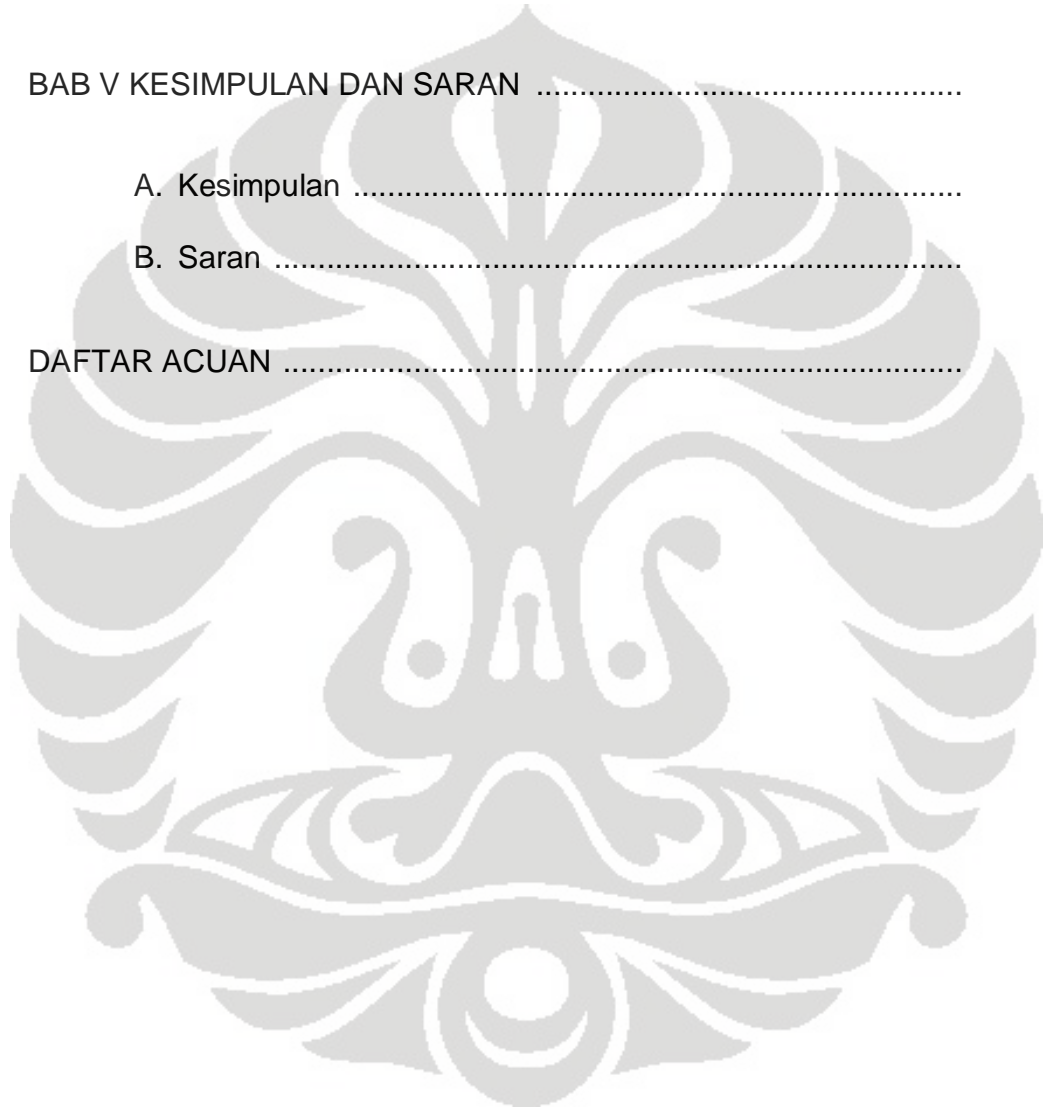 BAB V KESIMPULAN DAN SARAN .................................................
A. Kesimpulan ......................................................................
B. Saran ...............................................................................
DAFTAR ACUAN ..............................................................................